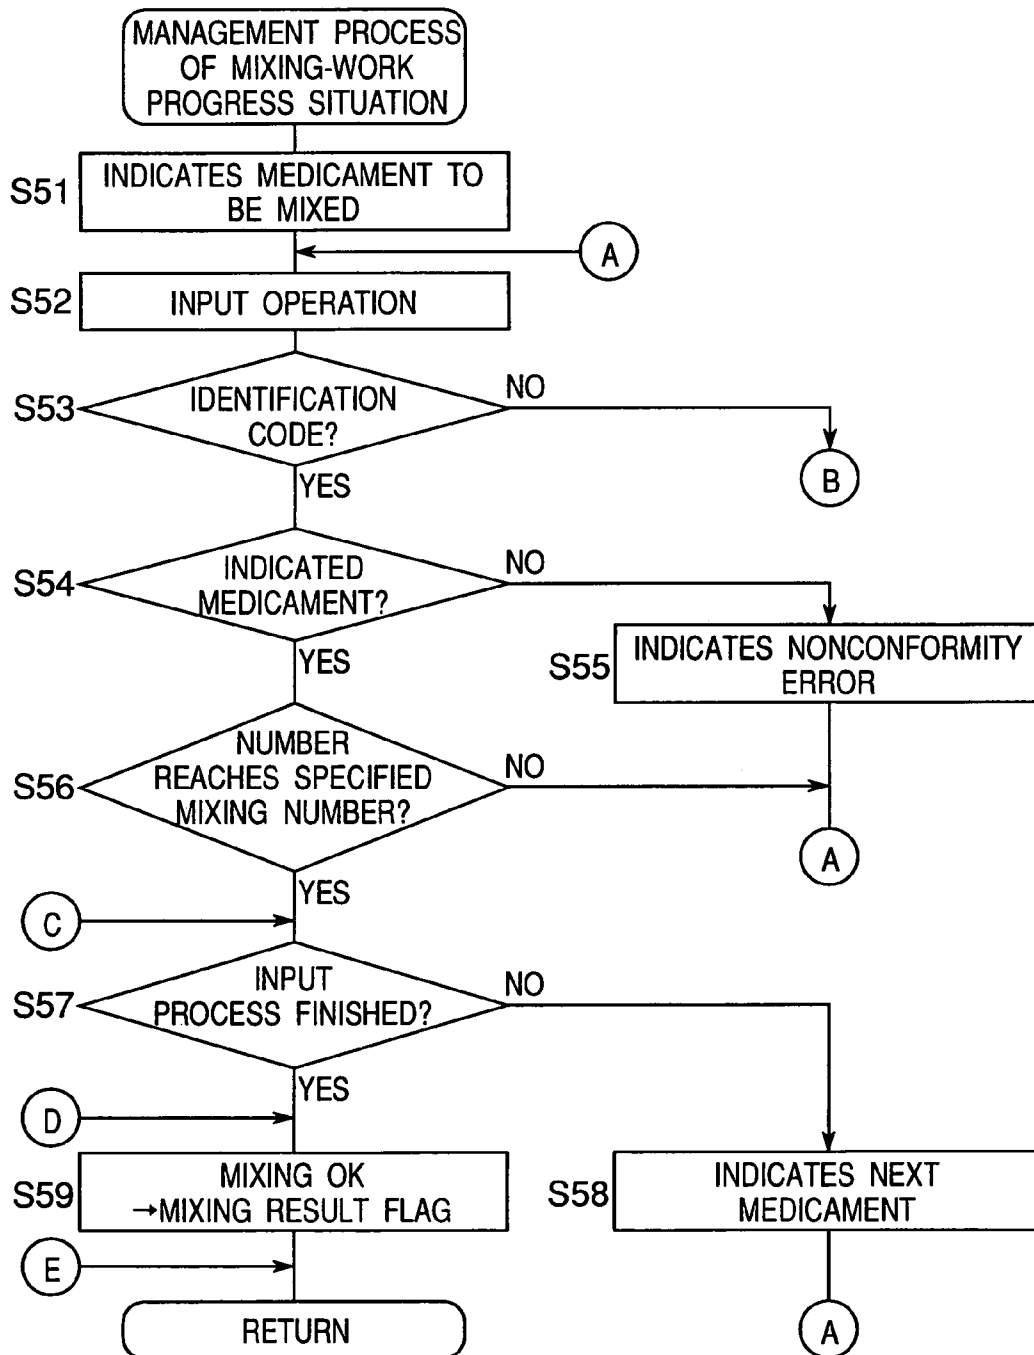 MANAGEMENT PROCESS
OF MIXING-WORK
PROGRESS SITUATION
S51
INDICATES MEDICAMENT TO
BE MIXED
A
S52
INPUT OPERATION
S53
IDENTIFICATION
CODE?
NO
B
YES
S54
INDICATED
MEDICAMENT?
NO
YES
S55
INDICATES NONCONFORMITY
ERROR
S56
NUMBER
REACHES SPECIFIED
MIXING NUMBER?
NO
A
YES
C
S57
INPUT
PROCESS FINISHED?
NO
YES
D
S59
MIXING OK
→MIXING RESULT FLAG
S58
INDICATES NEXT
MEDICAMENT
E
RETURN
A